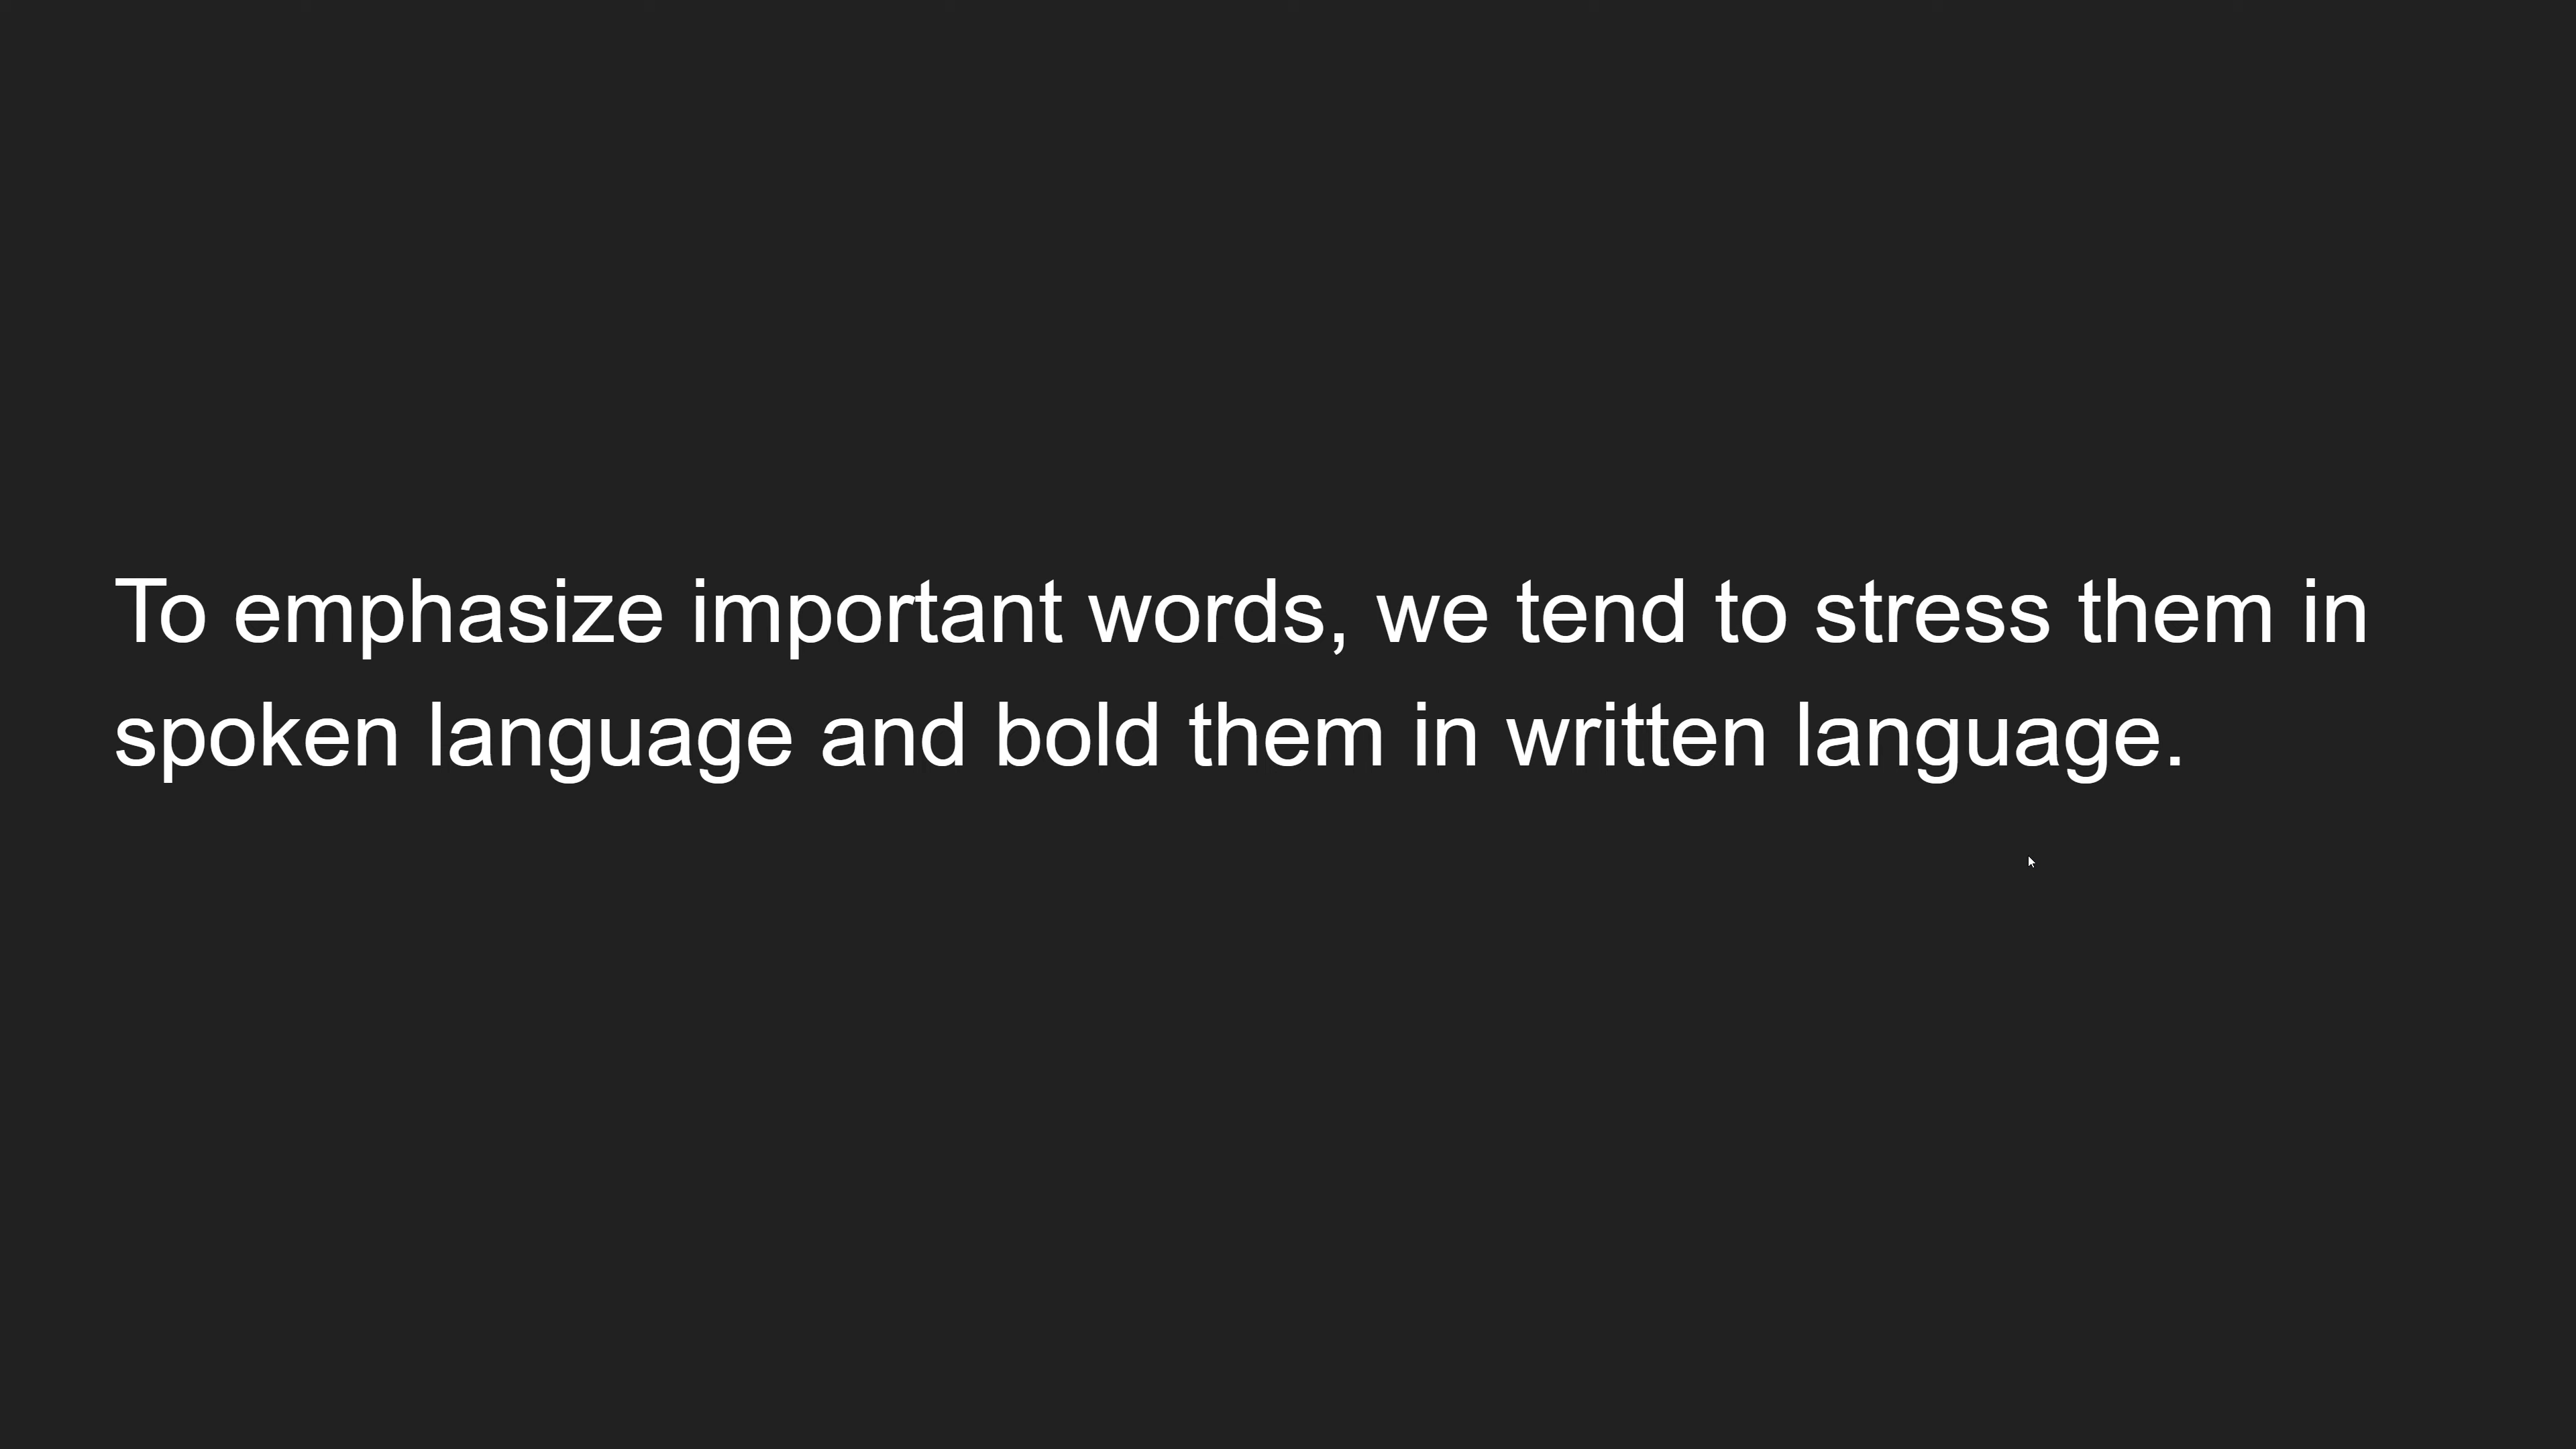 To emphasize important words, we tend to stress them in
spoken language and bold them in written language.